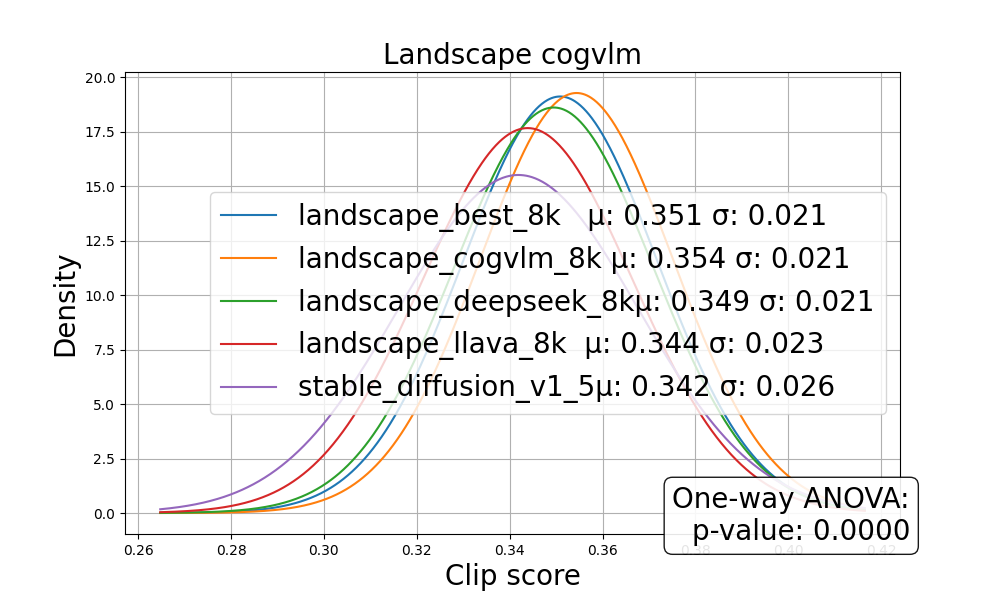 Landscape cogvlm
Density
20.0
17.5
15.0
12.5
10.0
7.5
5.0
2.5
0.0
landscape_best_8k μ: 0.351 σ: 0.021
landscape_cogvlm_8k μ: 0.354 σ: 0.021
landscape_deepseek_8kμ: 0.349 σ: 0.021
landscape_llava_8k μ: 0.344 σ: 0.023
stable_diffusion_v1_5μ: 0.342 σ: 0.026
One-way ANOVA:
p-value: 0.0000
0.26 0.28 0.30 0.32 0.34 0.36 0.38 0.40 0.42
Clip score